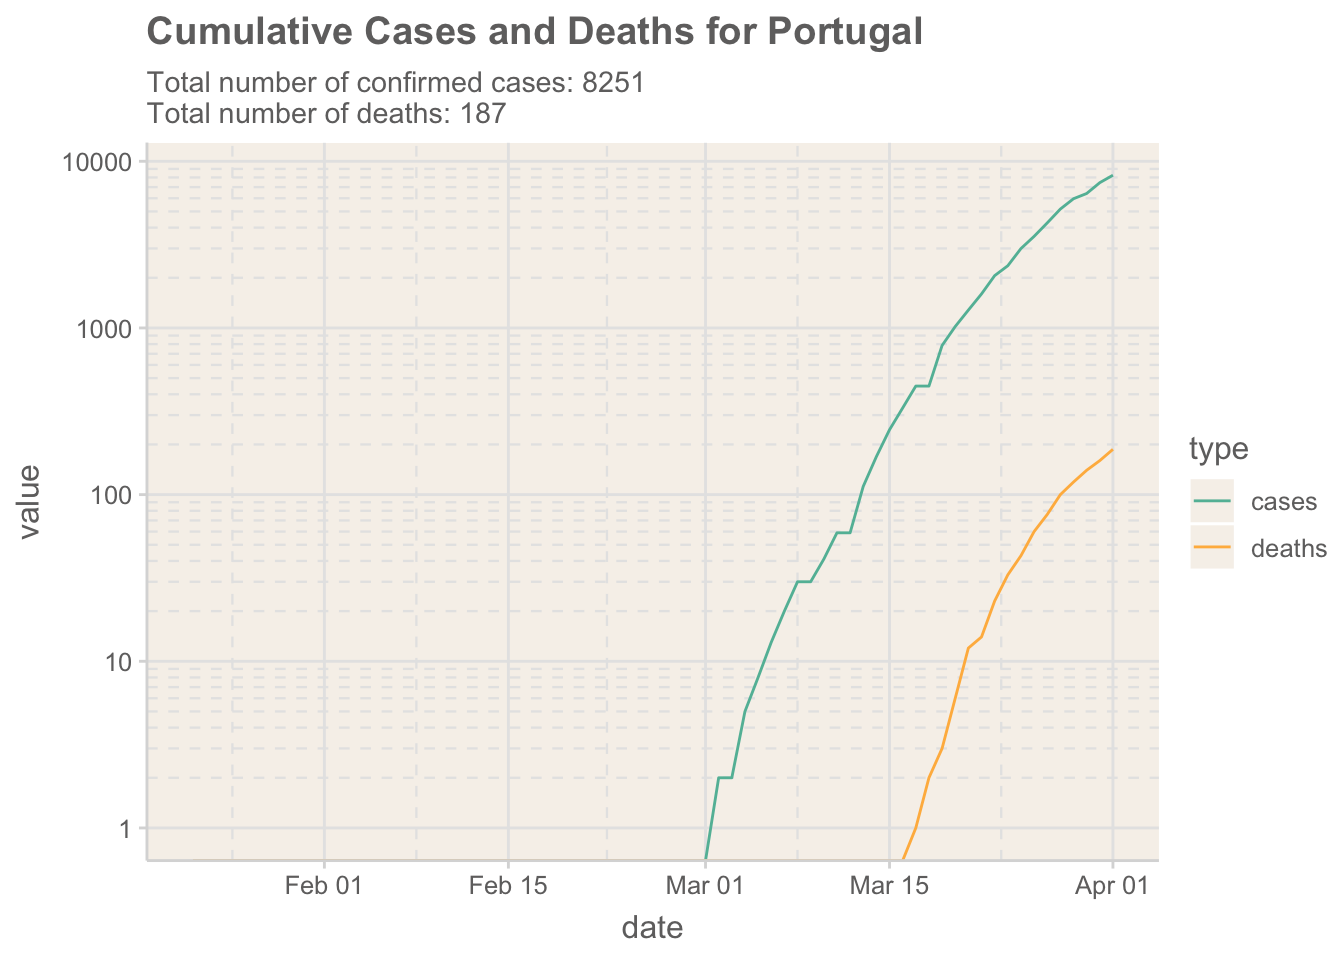 Cumulative Cases and Deaths for Portugal
Total number of confirmed cases: 8251
Total number of deaths: 187
10000
1000
100
10
1
value
Feb 01
Feb 15
Mar 01
Mar 15
Apr 01
date
type
cases
deaths